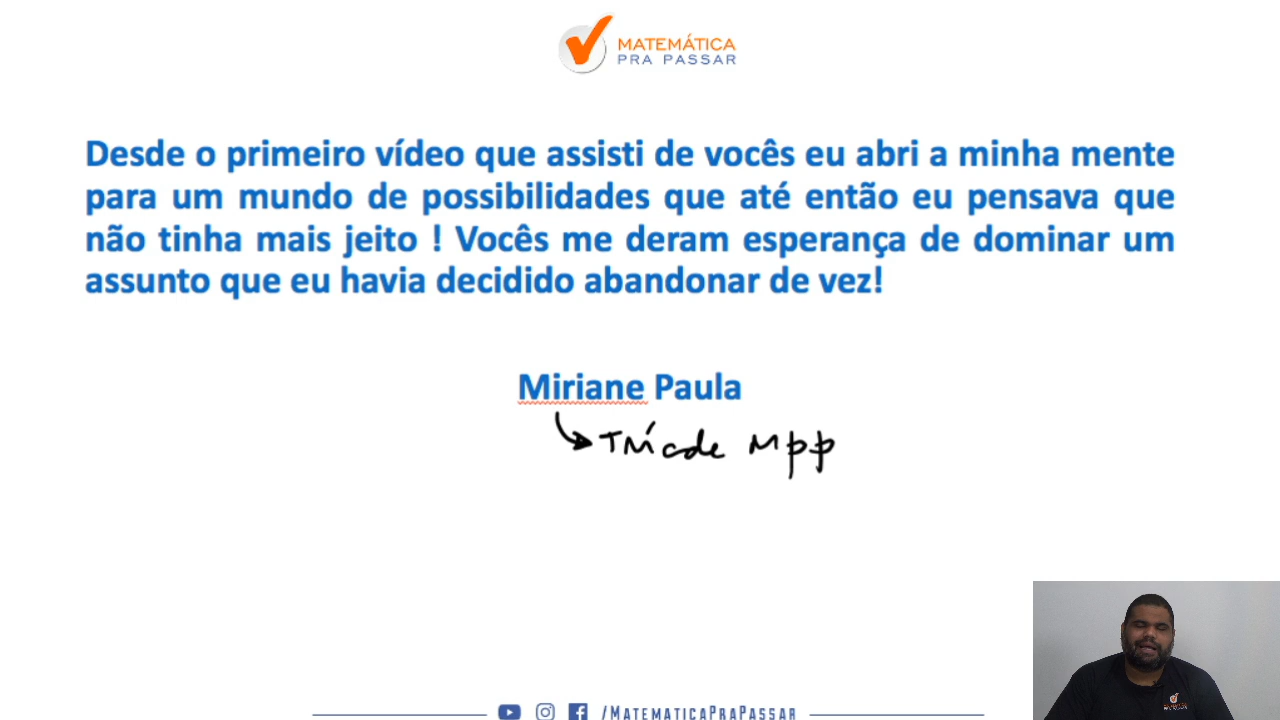 MATEMÁTICA
PRA PASSAR
Desde o primeiro vídeo que assisti de vocês eu abri a minha mente
para um mundo de possibilidades que até então eu pensava que
não tinha mais jeito ! Vocês me deram esperança de dominar um
assunto que eu havia decidido abandonar de vez!
Miriane Paula
Tríade Mpp
/MATEMATICAPRAPASSAR